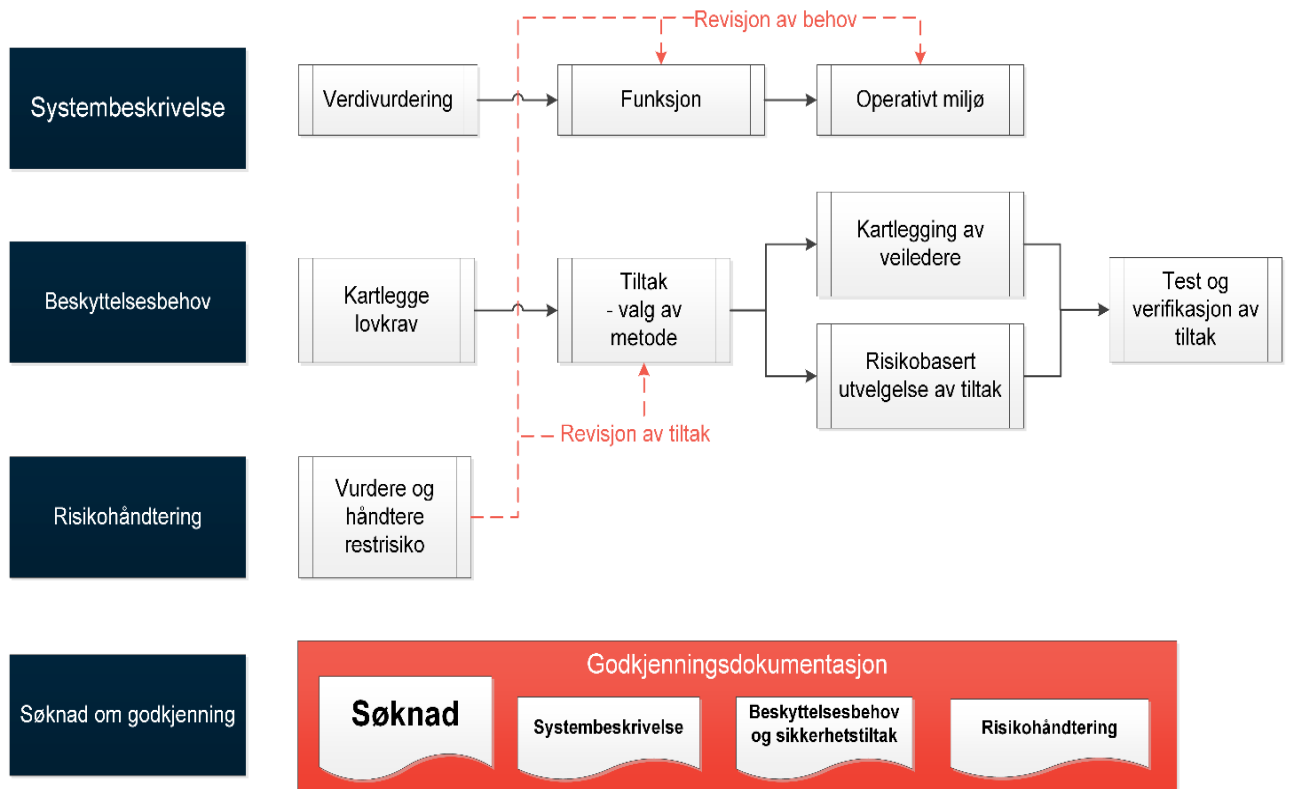 Revisjon av behov
Systembeskrivelse
Verdivurdering
Funksjon
Operativt miljø
Beskyttelsesbehov
Kartlegge
lovkrav
Tiltak
- valg av
metode
Kartlegging av
veiledere
Risikobasert
utvelgelse av tiltak
Test og
verifikasjon av
tiltak
Revisjon av tiltak
Risikohåndtering
Vurdere og
håndtere
restrisiko
Søknad om godkjenning
Godkjenningsdokumentasjon
Søknad
Systembeskrivelse
Beskyttelsesbehov
og sikkerhetstiltak
Risikohåndtering